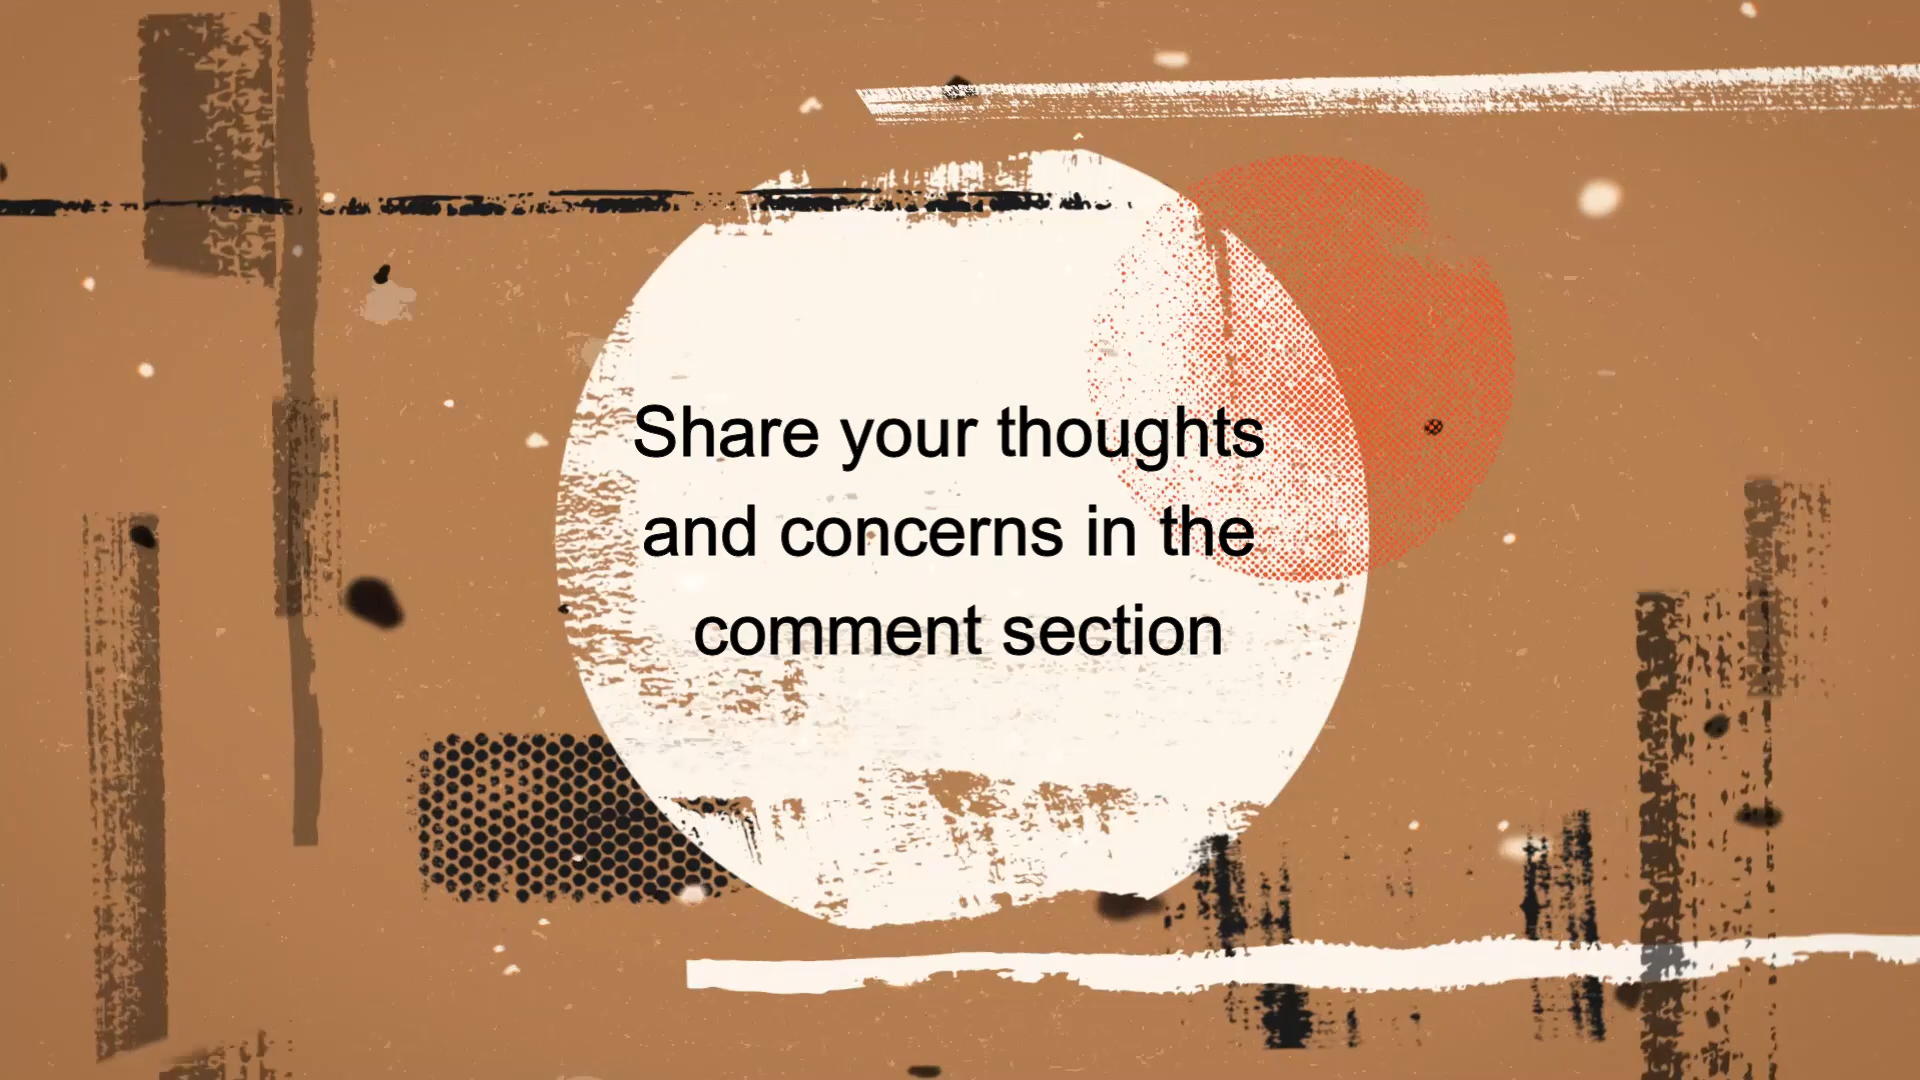 Share your thoughts
and concerns in the
comment section